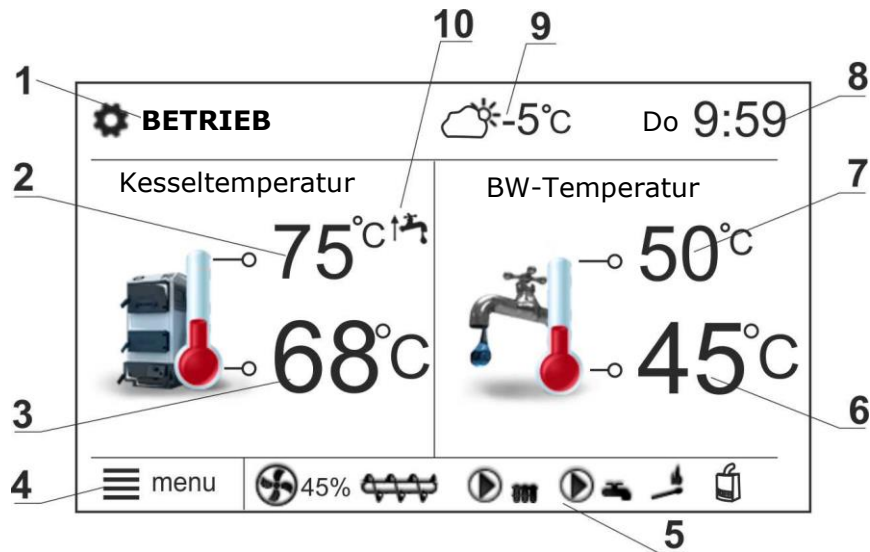 10 9
1 8
BETRIEB -5°C Do 9:59
2 Kesseltemperatur BW-Temperatur 7
75°C 50°C
68°C 45°C
3 6
4 menu 45%
5